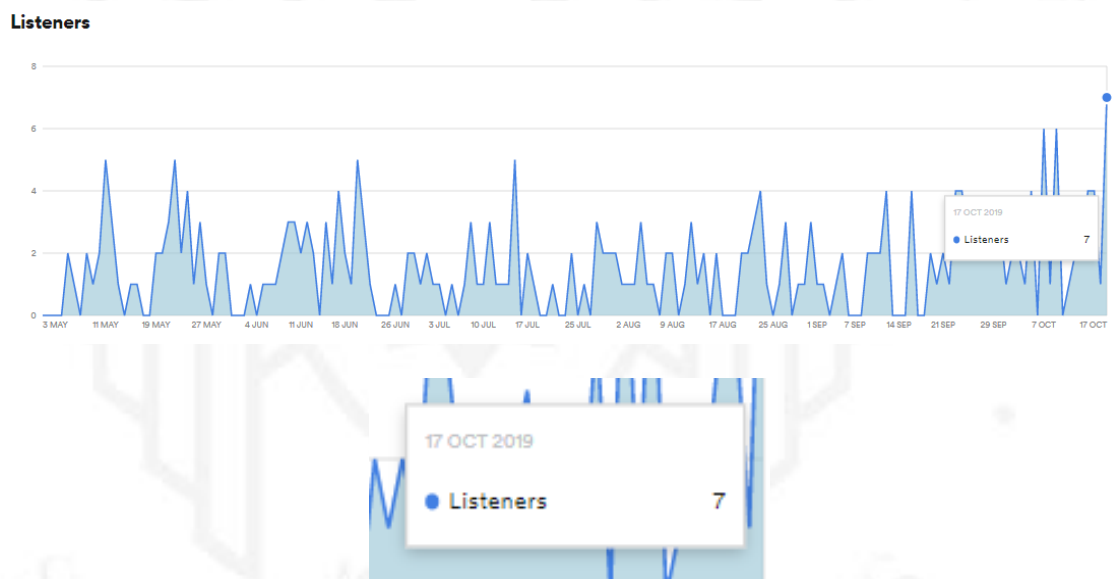 Listeners
8
6
4
2
0
17 OCT 2019
Listeners 7
3 MAY 11 MAY 19 MAY 27 MAY 4 JUN 11 JUN 18 JUN 26 JUN 3 JUL 10 JUL 17 JUL 25 JUL 2 AUG 9 AUG 17 AUG 25 AUG 1 SEP 7 SEP 14 SEP 21 SEP 29 SEP 7 OCT 17 OCT
17 OCT 2019
Listeners 7